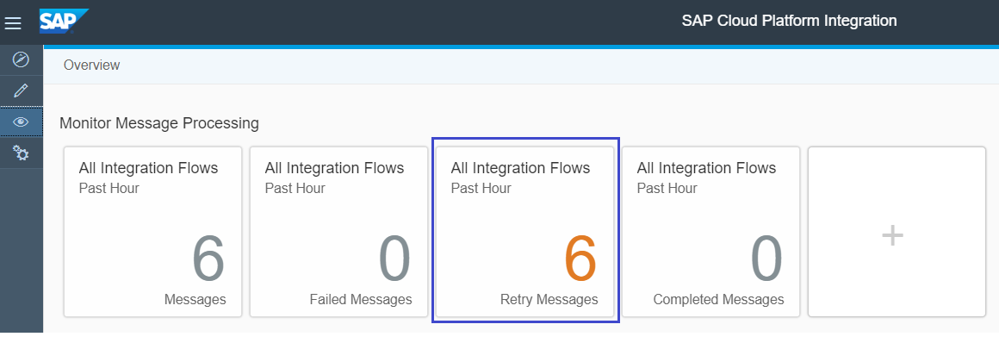 SAP
SAP Cloud Platform Integration
Overview
Monitor Message Processing
All Integration Flows
Past Hour
6
Messages
All Integration Flows
Past Hour
0
Failed Messages
All Integration Flows
Past Hour
6
Retry Messages
All Integration Flows
Past Hour
0
Completed Messages
+